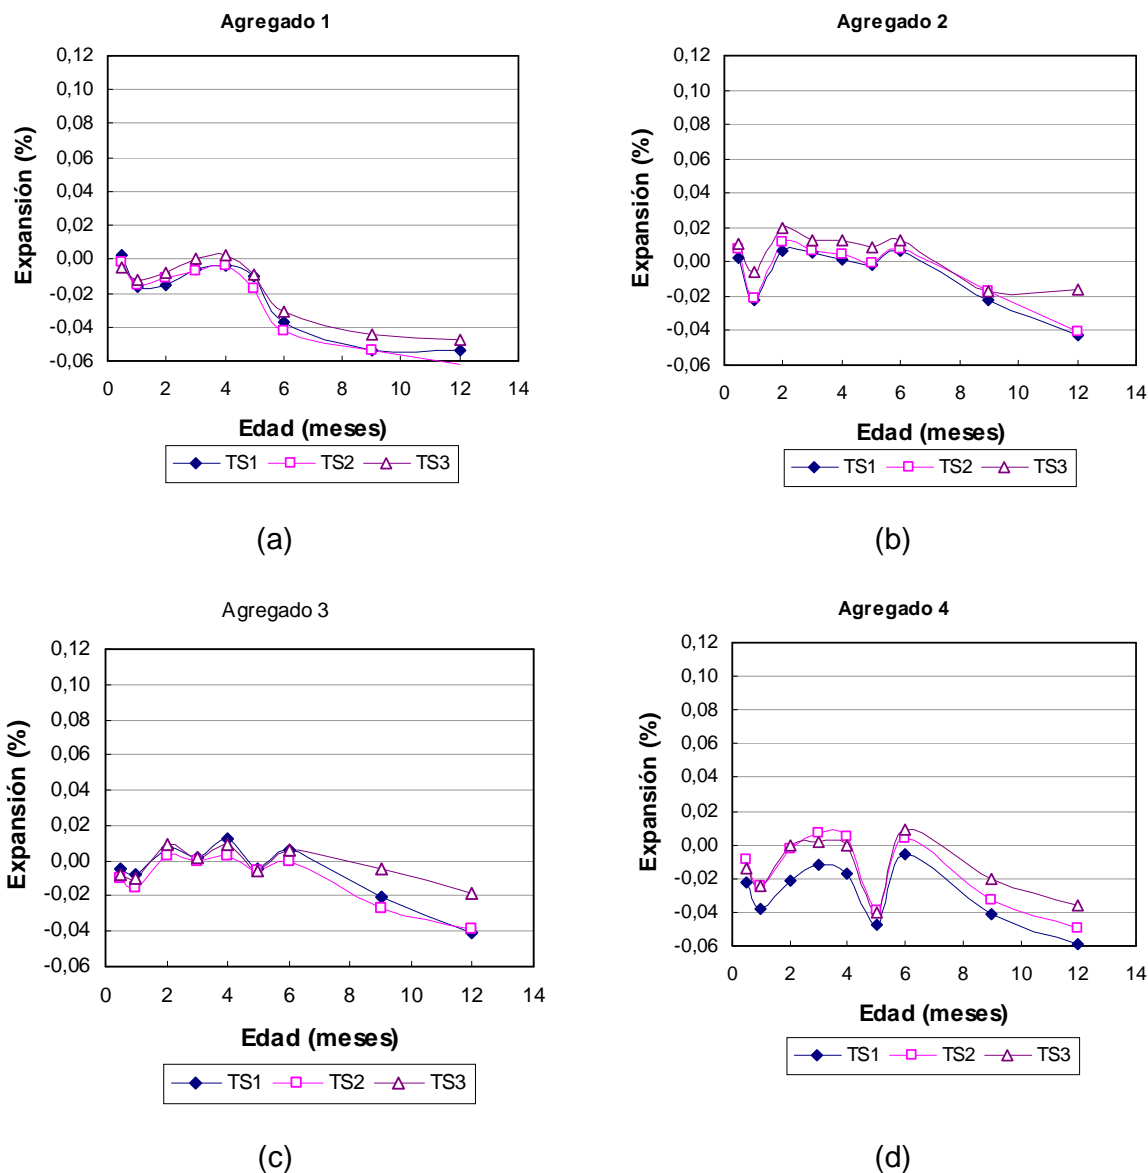 Agregado 1
0,12
0,10
0,08
0,06
0,04
0,02
0,00
-0,02
-0,04
-0,06
Expansión (%)
0 2 4 6 8 10 12 14
Edad (meses)
TS1 TS2 TS3
(a)
Agregado 2
0,12
0,10
0,08
0,06
0,04
0,02
0,00
-0,02
-0,04
-0,06
Expansión (%)
0 2 4 6 8 10 12 14
Edad (meses)
TS1 TS2 TS3
(b)
Agregado 3
0,12
0,10
0,08
0,06
0,04
0,02
0,00
-0,02
-0,04
-0,06
Expansión (%)
0 2 4 6 8 10 12 14
Edad (meses)
TS1 TS2 TS3
(c)
Agregado 4
0,12
0,10
0,08
0,06
0,04
0,02
0,00
-0,02
-0,04
-0,06
Expansión (%)
0 2 4 6 8 10 12 14
Edad (meses)
TS1 TS2 TS3
(d)